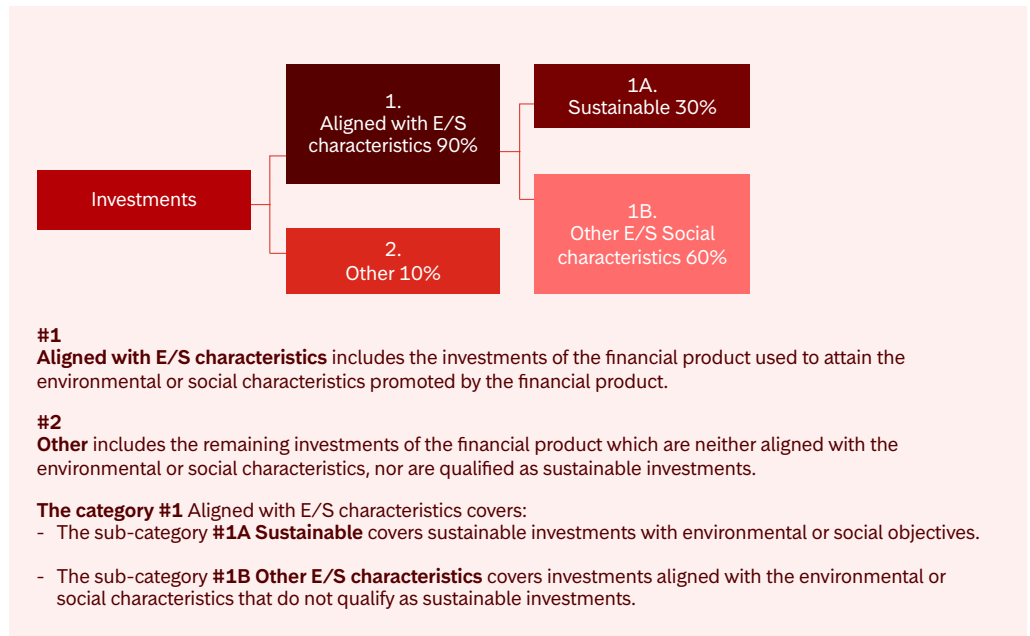 Investments
1.
Aligned with E/S
characteristics 90%
2.
Other 10%
1A.
Sustainable 30%
1B.
Other E/S Social
characteristics 60%
#1
Aligned with E/S characteristics includes the investments of the financial product used to attain the
environmental or social characteristics promoted by the financial product.
#2
Other includes the remaining investments of the financial product which are neither aligned with the
environmental or social characteristics, nor are qualified as sustainable investments.
The category #1 Aligned with E/S characteristics covers:
- The sub-category #1A Sustainable covers sustainable investments with environmental or social objectives.
- The sub-category #1B Other E/S characteristics covers investments aligned with the environmental or
social characteristics that do not qualify as sustainable investments.